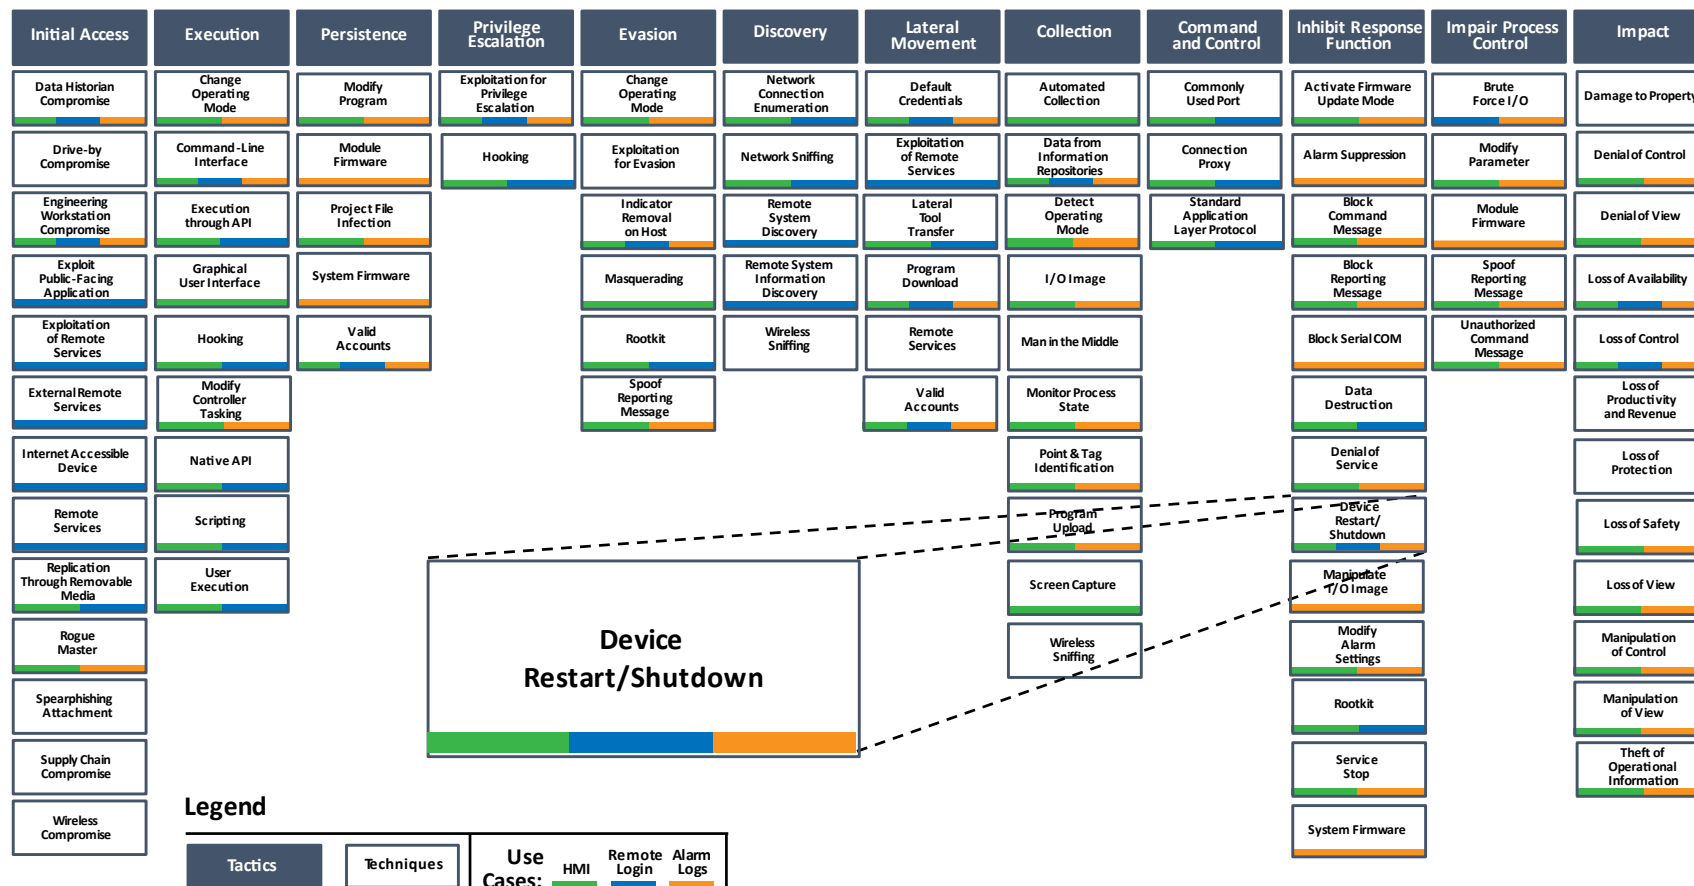 Initial Access
Execution
Persistence
Privilege
Escalation
Evasion
Discovery
Lateral
Movement
Collection
Command
and Control
Inhibit Response
Function
Impair Process
Control
Impact
Data Historian
Compromise
Drive-by
Compromise
Engineering
Workstation
Compromise
Exploit
Public-Facing
Application
Exploitation
of Remote
Services
External Remote
Services
Internet Accessible
Device
Remote
Services
Replication
Through Removable
Media
Rogue
Master
Spearphishing
Attachment
Supply Chain
Compromise
Wireless
Compromise
Change
Operating
Mode
Command-Line
Interface
Execution
through API
Graphical
User Interface
Hooking
Modify
Controller
Tasking
Native API
Scripting
User
Execution
Modify
Program
Module
Firmware
Project File
Infection
System Firmware
Valid
Accounts
Exploitation for
Privilege
Escalation
Hooking
Change
Operating
Mode
Exploitation
for Evasion
Indicator
Removal
on Host
Masquerading
Rootkit
Spoof
Reporting
Message
Network
Connection
Enumeration
Network Sniffing
Remote
System
Discovery
Remote System
Information
Discovery
Wireless
Sniffing
Default
Credentials
Exploitation
of Remote
Services
Lateral
Tool
Transfer
Program
Download
Remote
Services
Valid
Accounts
Automated
Collection
Data from
Information
Repositories
Detect
Operating
Mode
I/O Image
Man in the Middle
Monitor Process
State
Point & Tag
Identification
Program
Upload
Screen Capture
Wireless
Sniffing
Commonly
Used Port
Connection
Proxy
Standard
Application
Layer Protocol
Activate Firmware
Update Mode
Alarm Suppression
Block
Command
Message
Block
Reporting
Message
Block Serial COM
Data
Destruction
Denial of
Service
Device
Restart/
Shutdown
Manipulate
I/O Image
Modify
Alarm
Settings
Rootkit
Service
Stop
System Firmware
Brute
Force I/O
Modify
Parameter
Module
Firmware
Spoof
Reporting
Message
Unauthorized
Command
Message
Damage to Property
Denial of Control
Denial of View
Loss of Availability
Loss of Control
Loss of
Productivity
and Revenue
Loss of
Protection
Loss of Safety
Loss of View
Manipulation
of Control
Manipulation
of View
Theft of
Operational
Information
Device
Restart/Shutdown
Legend
Tactics
Techniques
Use
Cases:
HMI
Remote
Login
Alarm
Logs